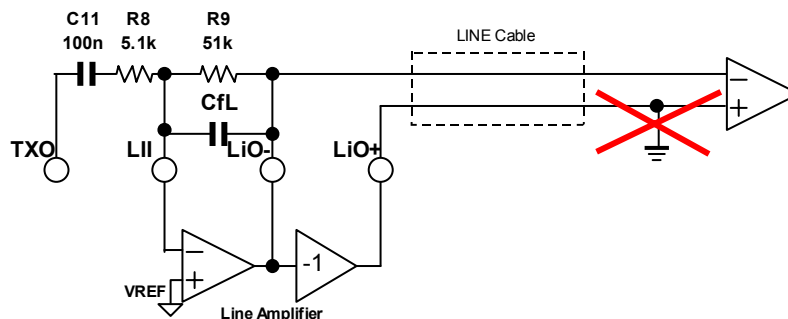 C11 R8 R9
100n 5.1k 51k
LINE Cable
CfL
TXO LII LiO- LiO+
-1
VREF
Line Amplifier